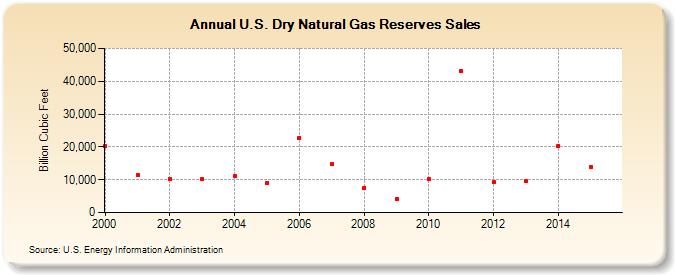 Annual U.S. Dry Natural Gas Reserves Sales
Billion Cubic Feet
50,000
40,000
30,000
20,000
10,000
0
2000 2002 2004 2006 2008 2010 2012 2014
Source: U.S. Energy Information Administration